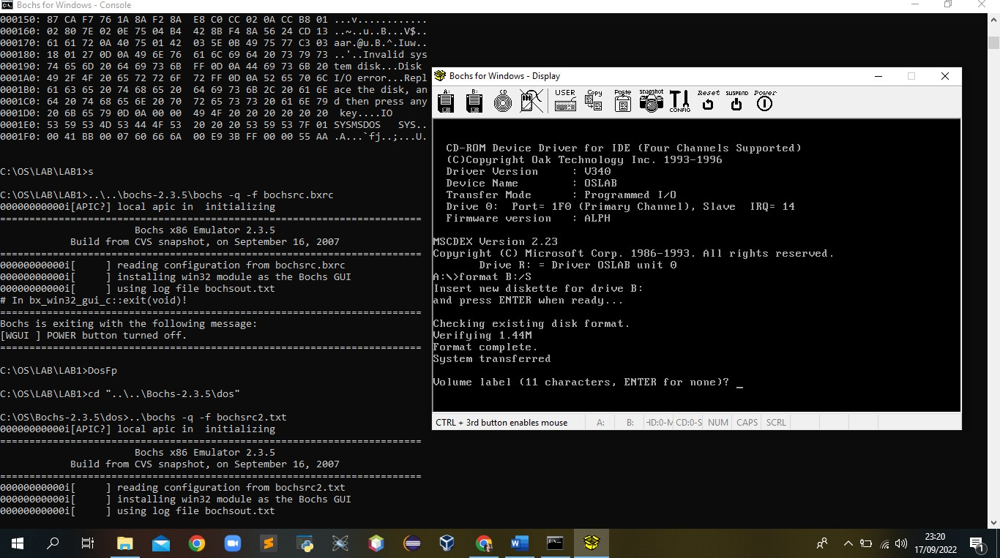 Bochs for Windows - Console
000150: 87 CA F7 76 1A 8A F2 8A  E8 C0 CC 02 0A CC B8 01 ...v............
000160: 02 80 7E 02 0E 75 04 B4  42 8B F4 8A 56 24 CD 13 ..~..u..B...V$..
000170: 61 61 72 0A 40 75 01 42  03 5E 0B 49 75 77 C3 03 aar.@u.B.^.Iuw..
000180: 18 01 27 0D 0A 49 6E 76  61 6C 69 64 20 73 79 73 ..'..Invalid sys
000190: 74 65 6D 20 64 69 73 6B  FF 0D 0A 44 69 73 6B 20 tem disk...Disk
0001A0: 49 2F 4F 20 65 72 72 6F  72 FF 0D 0A 52 65 70 6C I/O error...Repl
0001B0: 61 63 65 20 74 68 65 20  64 69 73 6B 2C 20 61 6E ace the disk, an
0001C0: 64 20 74 68 65 6E 20 70  72 65 73 73 20 61 6E 79 d then press any
0001D0: 20 6B 65 79 0D 0A 00 00  49 4F 20 20 20 20 20 20  key....IO
0001E0: 53 59 53 4D 53 44 4F 53  20 20 20 53 59 53 7F 01 SYSMSDOS   SYS..
0001F0: 00 41 BB 00 07 60 66 6A  00 E9 3B FF 00 00 55 AA .A...`fj..;...U.
C:\OS\LAB\LAB1>s
C:\OS\LAB\LAB1>..\..\bochs-2.3.5\bochs -q -f bochsrc.bxrc
00000000000i[APIC?] local apic in  initializing
========================================================================
Bochs x86 Emulator 2.3.5
Build from CVS snapshot, on September 16, 2007
========================================================================
00000000000i[     ] reading configuration from bochsrc.bxrc
00000000000i[     ] installing win32 module as the Bochs GUI
00000000000i[     ] using log file bochsout.txt
# In bx_win32_gui_c::exit(void)!
========================================================================
Bochs is exiting with the following message:
[WGUI ] POWER button turned off.
========================================================================
C:\OS\LAB\LAB1>DosFp
C:\OS\LAB\LAB1>cd "..\..\Bochs-2.3.5\dos"
C:\OS\Bochs-2.3.5\dos>..\bochs -q -f bochsrc2.txt
00000000000i[APIC?] local apic in  initializing
========================================================================
Bochs x86 Emulator 2.3.5
Build from CVS snapshot, on September 16, 2007
========================================================================
00000000000i[     ] reading configuration from bochsrc2.txt
00000000000i[     ] installing win32 module as the Bochs GUI
00000000000i[     ] using log file bochsout.txt
Bochs for Windows - Display
A: B: CD USER Copy Paste snapshot CONFIG Reset SUSPEND Power
CD-ROM Device Driver for IDE (Four Channels Supported)
(C)Copyright Oak Technology Inc. 1993-1996
Driver Version     : V340
Device Name        : OSLAB
Transfer Mode      : Programmed I/O
Drive 0:  Port= 1F0 (Primary Channel), Slave  IRQ= 14
Firmware version   : ALPH
MSCDEX Version 2.23
Copyright (C) Microsoft Corp. 1986-1993. All rights reserved.
Drive R: = Driver OSLAB unit 0
A:\>format B:/S
Insert new diskette for drive B:
and press ENTER when ready...
Checking existing disk format.
Verifying 1.44M
Format complete.
System transferred
Volume label (11 characters, ENTER for none)? _
CTRL + 3rd button enables mouse A: B: HD:0-M CD:0-S NUM CAPS SCRL
23:20
17/09/2022
1